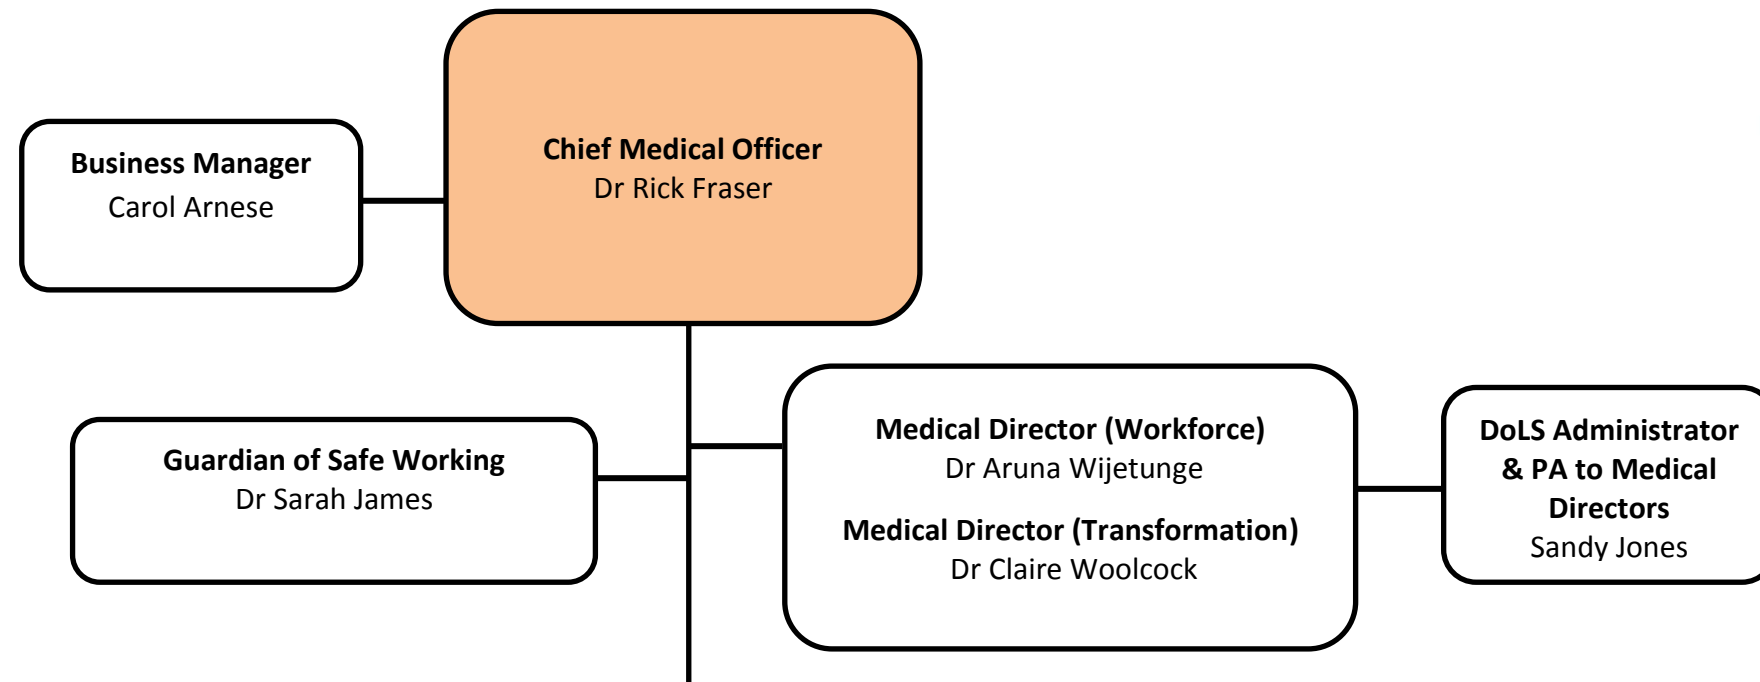 Chief Medical Officer
Dr Rick Fraser
Business Manager
Carol Arnese
Guardian of Safe Working
Dr Sarah James
Medical Director (Workforce)
Dr Aruna Wijetunge
Medical Director (Transformation)
Dr Claire Woolcock
DoLS Administrator
& PA to Medical
Directors
Sandy Jones